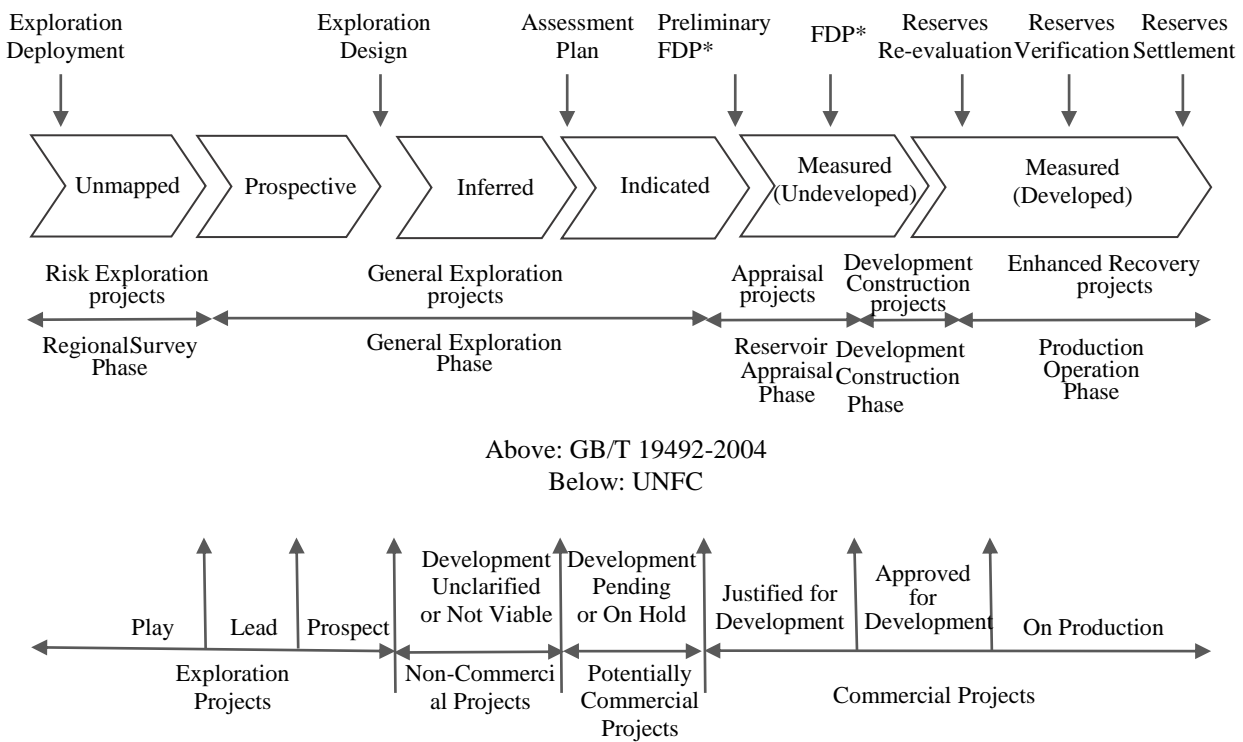 Exploration
Deployment
Exploration
Design
Assessment
Plan
Preliminary
FDP*
FDP*
Reserves
Re-evaluation
Reserves
Verification
Reserves
Settlement
Unmapped
Prospective
Inferred
Indicated
Measured
(Undeveloped)
Measured
(Developed)
Risk Exploration
projects
General Exploration
projects
Appraisal
projects
Development
Construction
projects
Enhanced Recovery
projects
RegionalSurvey
Phase
General Exploration
Phase
Reservoir
Appraisal
Phase
Development
Construction
Phase
Production
Operation
Phase
Above: GB/T 19492-2004
Below: UNFC
Play
Lead
Prospect
Development
Unclarified
or Not Viable
Development
Pending
or On Hold
Justified for
Development
Approved
for
Development
On Production
Exploration
Projects
Non-Commerci
al Projects
Potentially
Commercial
Projects
Commercial Projects